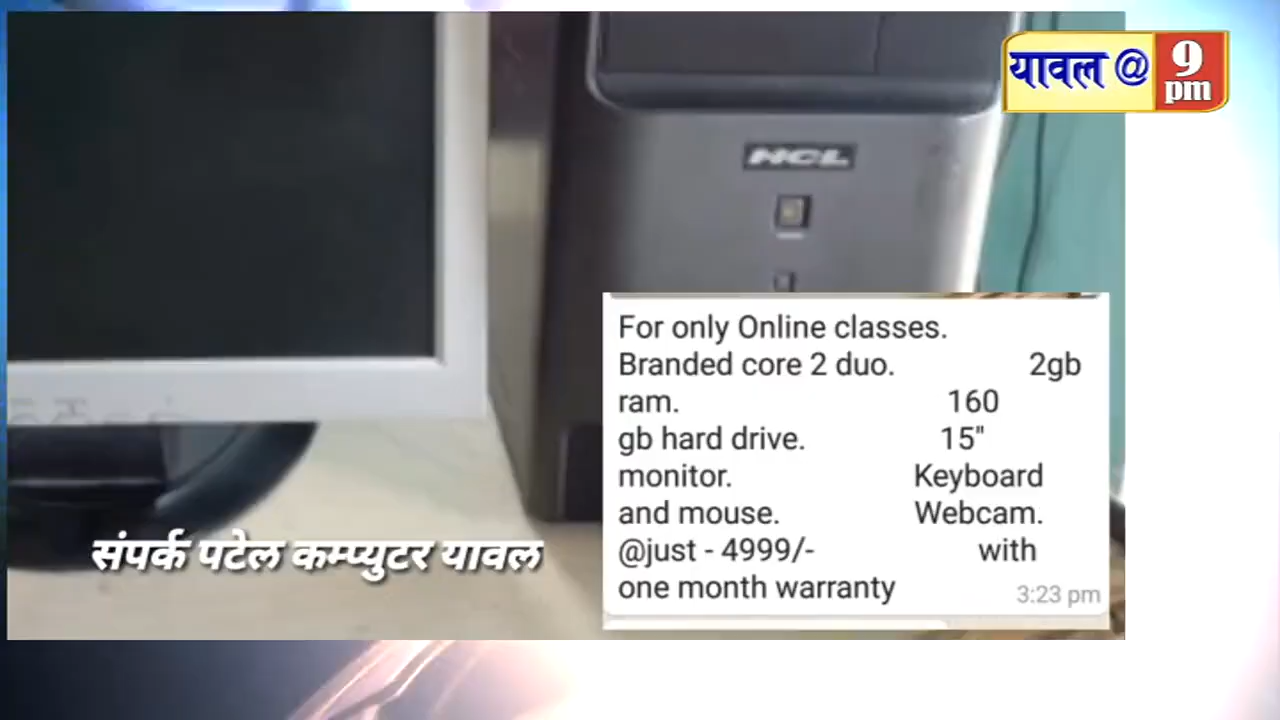 यावल @ 9 pm
HCL
For only Online classes.
Branded core 2 duo. 2gb
ram. 160
gb hard drive. 15"
monitor. Keyboard
and mouse. Webcam.
@just - 4999/- with
one month warranty
3:23 pm
संपर्क पटेल कम्प्युटर यावल